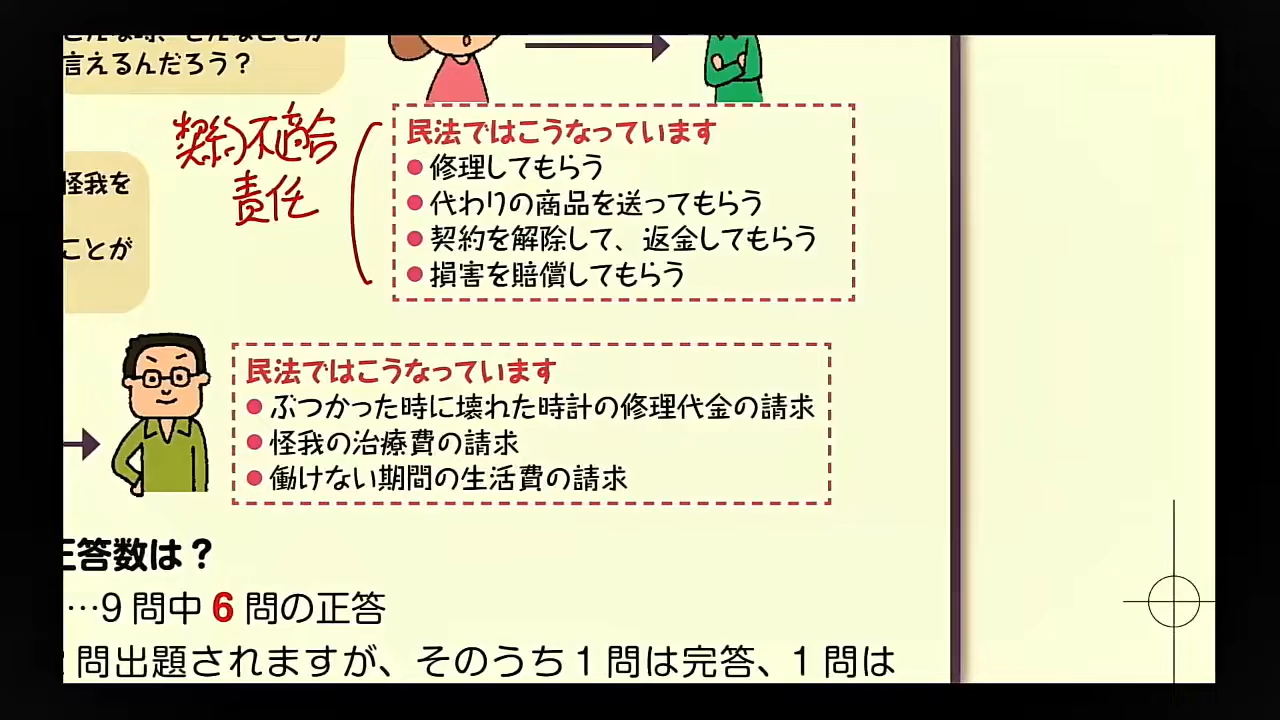 言えるんだろう？
契約不適合
責任
民法ではこうなっています
●修理してもらう
●代わりの商品を送ってもらう
●契約を解除して、返金してもらう
●損害を賠償してもらう
怪我を
ことが
民法ではこうなっています
●ぶつかった時に壊れた時計の修理代金の請求
●怪我の治療費の請求
●働けない期間の生活費の請求
正答数は？
…9問中6問の正答
問出題されますが、そのうち1問は完答、1問は